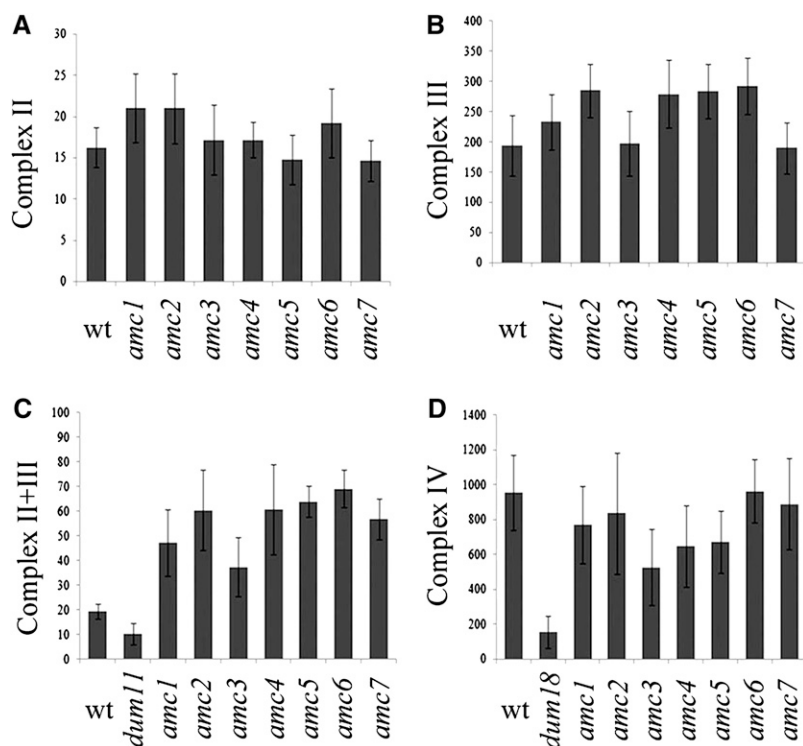 A
Complex II
30
25
20
15
10
5
0
wt amc1 amc2 amc3 amc4 amc5 amc6 amc7
B
Complex III
400
350
300
250
200
150
100
50
0
wt amc1 amc2 amc3 amc4 amc5 amc6 amc7
C
Complex II+III
100
90
80
70
60
50
40
30
20
10
0
wt dum11 amc1 amc2 amc3 amc4 amc5 amc6 amc7
D
Complex IV
1400
1200
1000
800
600
400
200
0
wt dum18 amc1 amc2 amc3 amc4 amc5 amc6 amc7